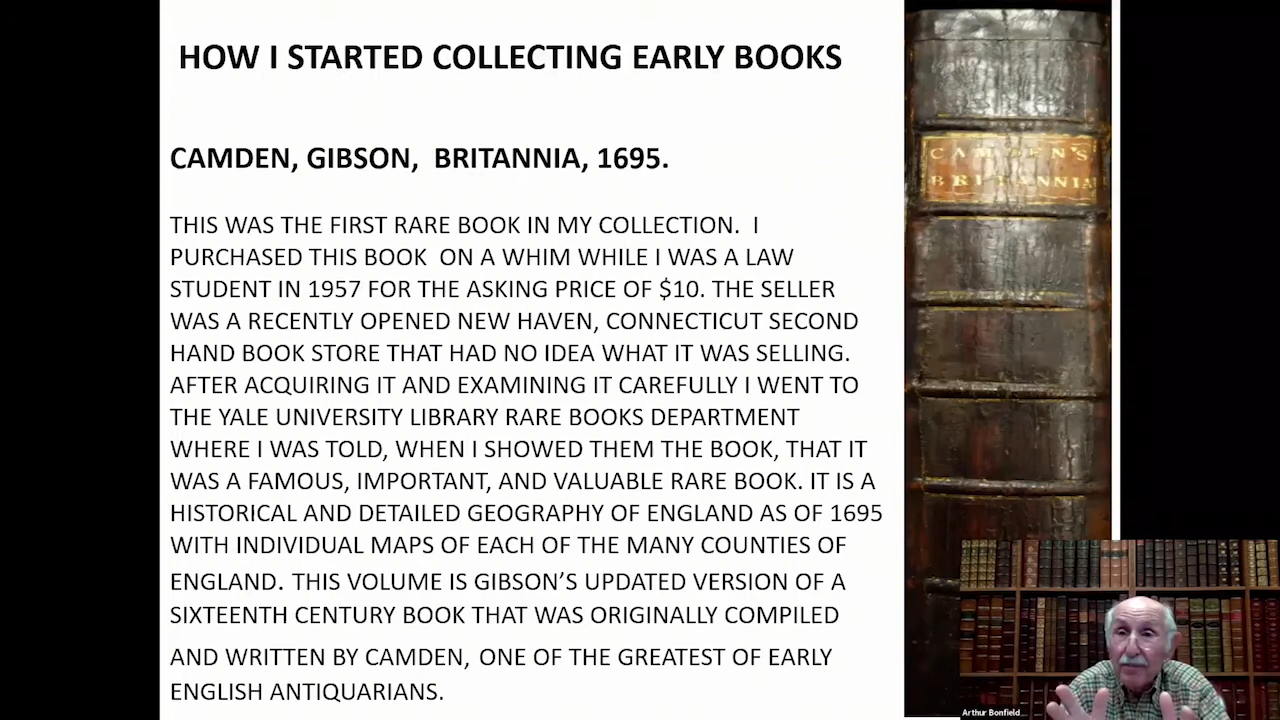 HOW I STARTED COLLECTING EARLY BOOKS
CAMDEN, GIBSON, BRITANNIA, 1695.
THIS WAS THE FIRST RARE BOOK IN MY COLLECTION. I
PURCHASED THIS BOOK ON A WHIM WHILE I WAS A LAW
STUDENT IN 1957 FOR THE ASKING PRICE OF $10. THE SELLER
WAS A RECENTLY OPENED NEW HAVEN, CONNECTICUT SECOND
HAND BOOK STORE THAT HAD NO IDEA WHAT IT WAS SELLING.
AFTER ACQUIRING IT AND EXAMINING IT CAREFULLY I WENT TO
THE YALE UNIVERSITY LIBRARY RARE BOOKS DEPARTMENT
WHERE I WAS TOLD, WHEN I SHOWED THEM THE BOOK, THAT IT
WAS A FAMOUS, IMPORTANT, AND VALUABLE RARE BOOK. IT IS A
HISTORICAL AND DETAILED GEOGRAPHY OF ENGLAND AS OF 1695
WITH INDIVIDUAL MAPS OF EACH OF THE MANY COUNTIES OF
ENGLAND. THIS VOLUME IS GIBSON'S UPDATED VERSION OF A
SIXTEENTH CENTURY BOOK THAT WAS ORIGINALLY COMPILED
AND WRITTEN BY CAMDEN, ONE OF THE GREATEST OF EARLY
ENGLISH ANTIQUARIANS.
CAMDEN'S
BRITANNIA
Arthur Bonfield